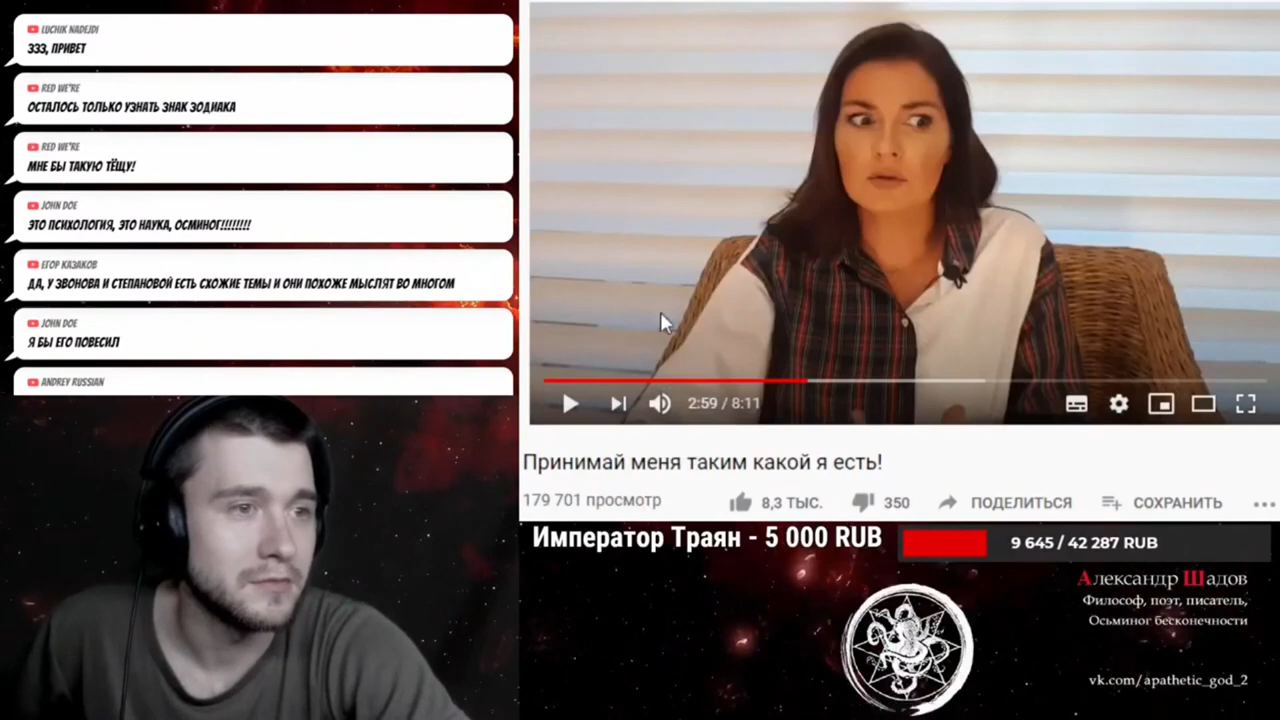 LUCHIK NADEJDI
ЭЭЭ, ПРИВЕТ
RED WE'RE
ОСТАЛОСЬ ТОЛЬКО УЗНАТЬ ЗНАК ЗОДИАКА
RED WE'RE
МНЕ БЫ ТАКУЮ ТЁЩУ!
JOHN DOE
ЭТО ПСИХОЛОГИЯ, ЭТО НАУКА, ОСМИНОГ!!!!!!!!
ЕГОР КАЗАКОВ
ДА, У ЗВОНОВА И СТЕПАНОВОЙ ЕСТЬ СХОЖИЕ ТЕМЫ И ОНИ ПОХОЖЕ МЫСЛЯТ ВО МНОГОМ
JOHN DOE
Я БЫ ЕГО ПОВЕСИЛ
ANDREY RUSSIAN
2:59 / 8:11
Принимай меня таким какой я есть!
179 701 просмотр
8,3 ТЫС.
350
ПОДЕЛИТЬСЯ
СОХРАНИТЬ
Император Траян - 5 000 RUB
9 645 / 42 287 RUB
Александр Шадов
Философ, поэт, писатель,
Осьминог бесконечности
vk.com/apathetic_god_2